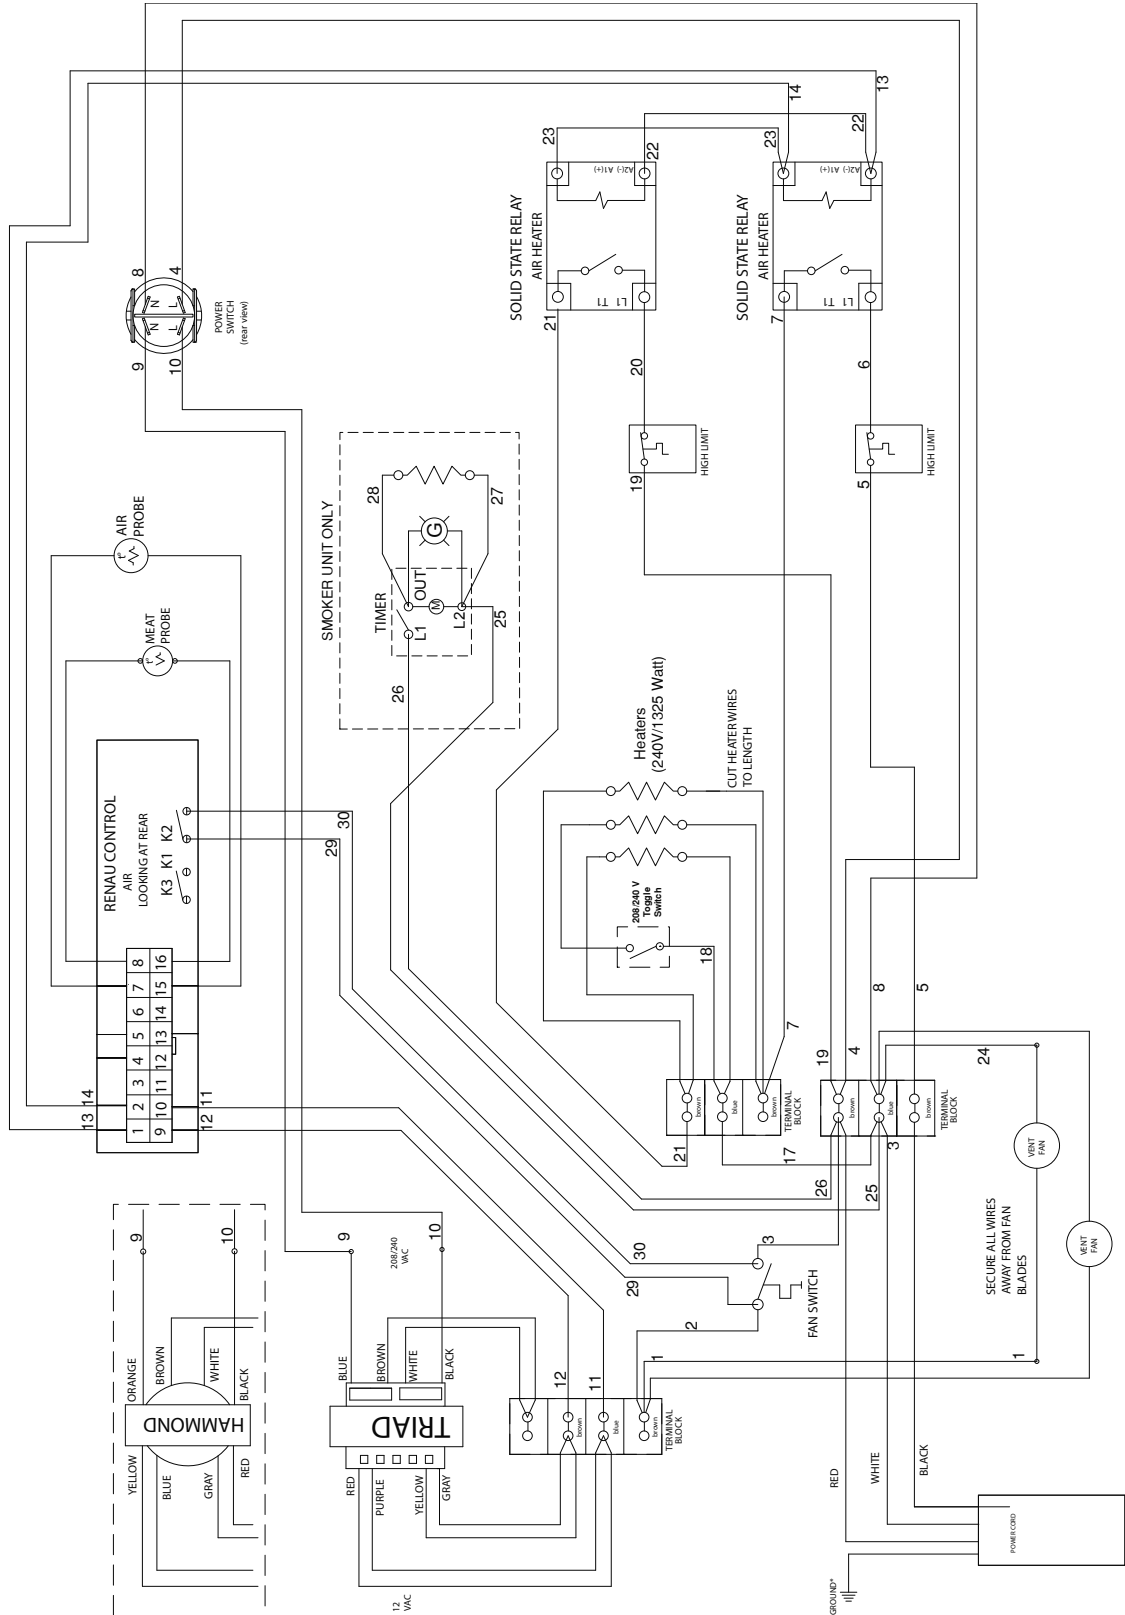 8
4
N
N
L
L
9
10
POWER
SWITCH
(rear view)
13
14
22
23
23
22
A2(-) A1(+)
A2(-) A1(+)
SOLID STATE RELAY
AIR HEATER
SOLID STATE RELAY
AIR HEATER
L1 T1
L1 T1
21
20
7
6
HIGH LIMIT
HIGH LIMIT
19
5
AIR
PROBE
MEAT
PROBE
t°
t°
SMOKER UNIT ONLY
28
27
G
TIMER
OUT
M
L1
L2
25
26
RENAU CONTROL
AIR
LOOKING AT REAR
K3 K1 K2
30
29
1 2 3 4 5 6 7 8
9 10 11 12 13 14 15 16
13
14
12
11
Heaters
(240V/1325 Watt)
CUT HEATER WIRES
TO LENGTH
208/240 V
Toggle
Switch
18
7
brown
blue
brown
TERMINAL
BLOCK
21
17
19
4
8
5
24
brown
blue
TERMINAL
BLOCK
26
25
3
VENT
FAN
VENT
FAN
SECURE ALL WIRES
AWAY FROM FAN
BLADES
30
29
3
2
FAN SWITCH
1
1
9
10
ORANGE
BROWN
WHITE
BLACK
HAMMOND
YELLOW
BLUE
GRAY
RED
9
10
208/240
VAC
BLUE
BROWN
WHITE
BLACK
TRIAD
RED
PURPLE
YELLOW
GRAY
12
VAC
12
11
brown
blue
brown
TERMINAL
BLOCK
RED
WHITE
BLACK
POWER CORD
GROUND*